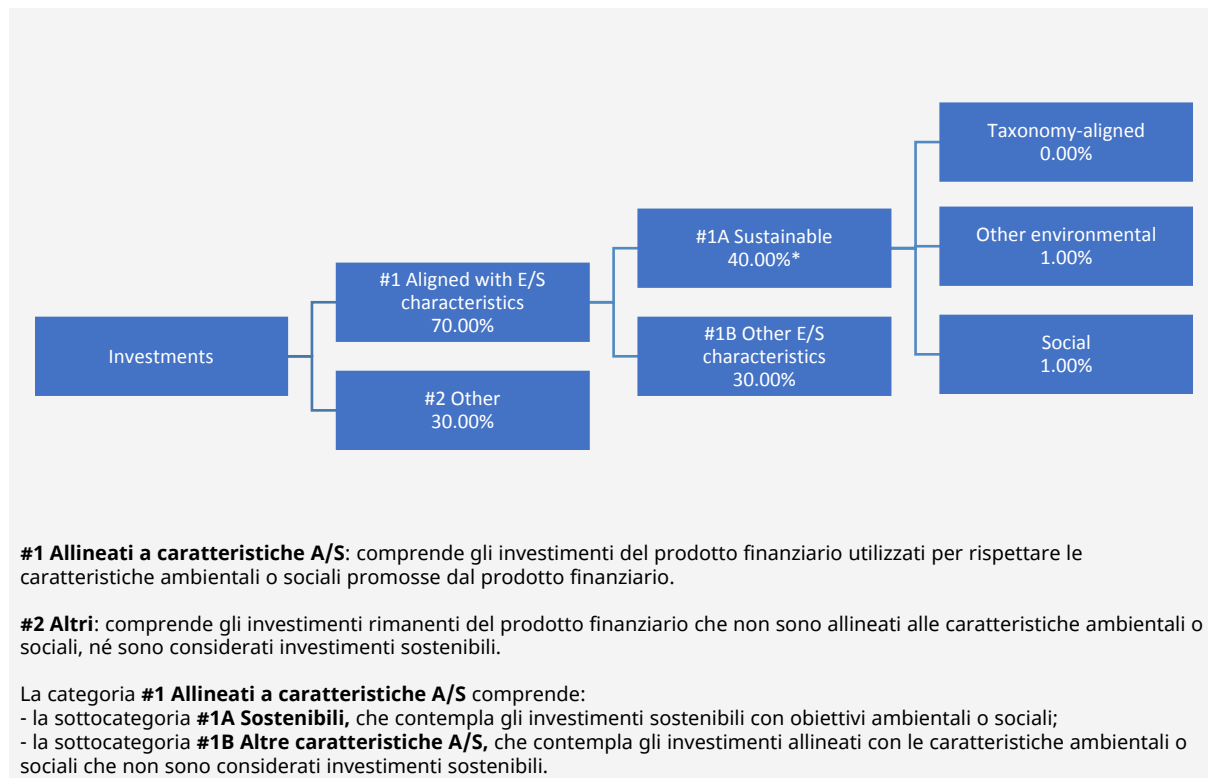 Investments
#1 Aligned with E/S
characteristics
70.00%
#2 Other
30.00%
#1A Sustainable
40.00%*
#1B Other E/S
characteristics
30.00%
Taxonomy-aligned
0.00%
Other environmental
1.00%
Social
1.00%
#1 Allineati a caratteristiche A/S: comprende gli investimenti del prodotto finanziario utilizzati per rispettare le
caratteristiche ambientali o sociali promosse dal prodotto finanziario.
#2 Altri: comprende gli investimenti rimanenti del prodotto finanziario che non sono allineati alle caratteristiche ambientali o
sociali, né sono considerati investimenti sostenibili.
La categoria #1 Allineati a caratteristiche A/S comprende:
- la sottocategoria #1A Sostenibili, che contempla gli investimenti sostenibili con obiettivi ambientali o sociali;
- la sottocategoria #1B Altre caratteristiche A/S, che contempla gli investimenti allineati con le caratteristiche ambientali o
sociali che non sono considerati investimenti sostenibili.